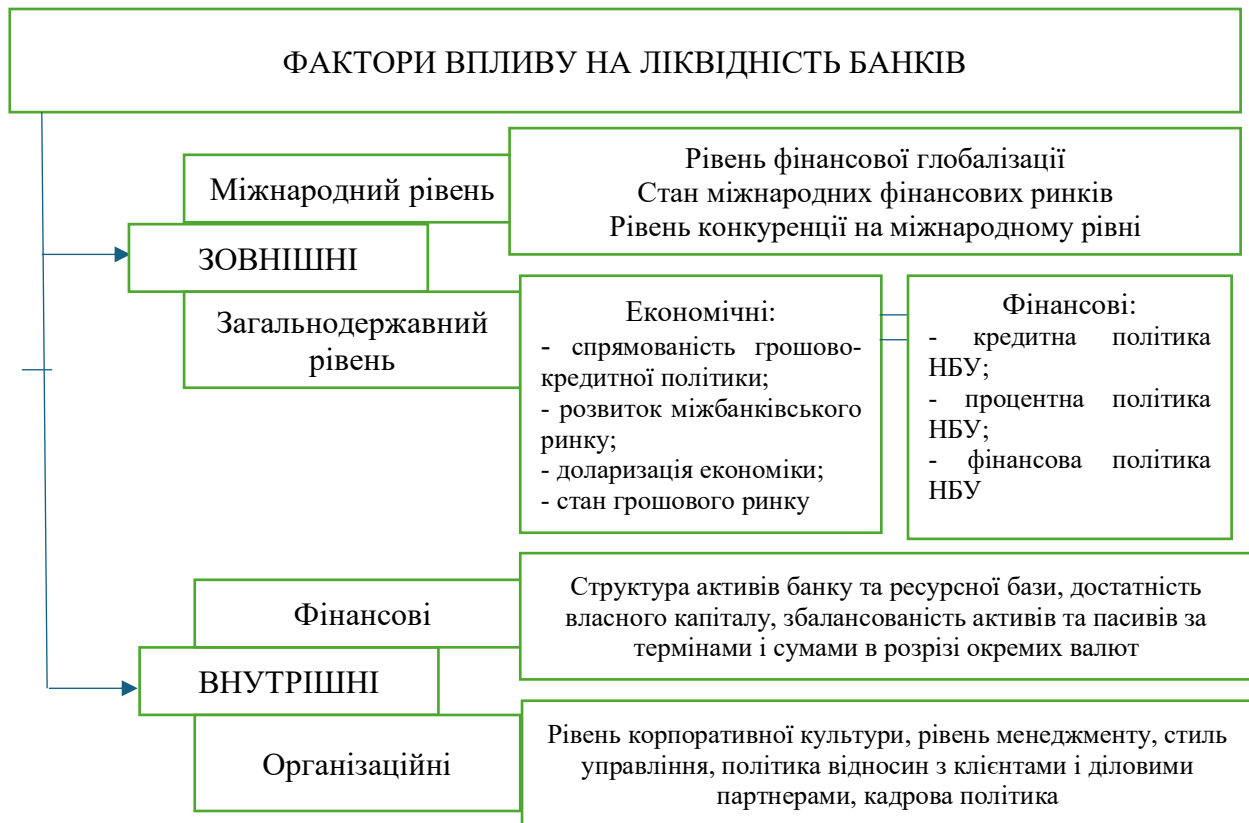 ФАКТОРИ ВПЛИВУ НА ЛІКВІДНІСТЬ БАНКІВ
Міжнародний рівень
Рівень фінансової глобалізації
Стан міжнародних фінансових ринків
Рівень конкуренції на міжнародному рівні
ЗОВНІШНІ
Загальнодержавний
рівень
Економічні:
- спрямованість грошово-
кредитної політики;
- розвиток міжбанківського
ринку;
- доларизація економіки;
- стан грошового ринку
Фінансові:
- кредитна політика
НБУ;
- процентна політика
НБУ;
- фінансова політика
НБУ
Фінансові
Структура активів банку та ресурсної бази, достатність
власного капіталу, збалансованість активів та пасивів за
термінами і сумами в розрізі окремих валют
ВНУТРІШНІ
Організаційні
Рівень корпоративної культури, рівень менеджменту, стиль
управління, політика відносин з клієнтами і діловими
партнерами, кадрова політика